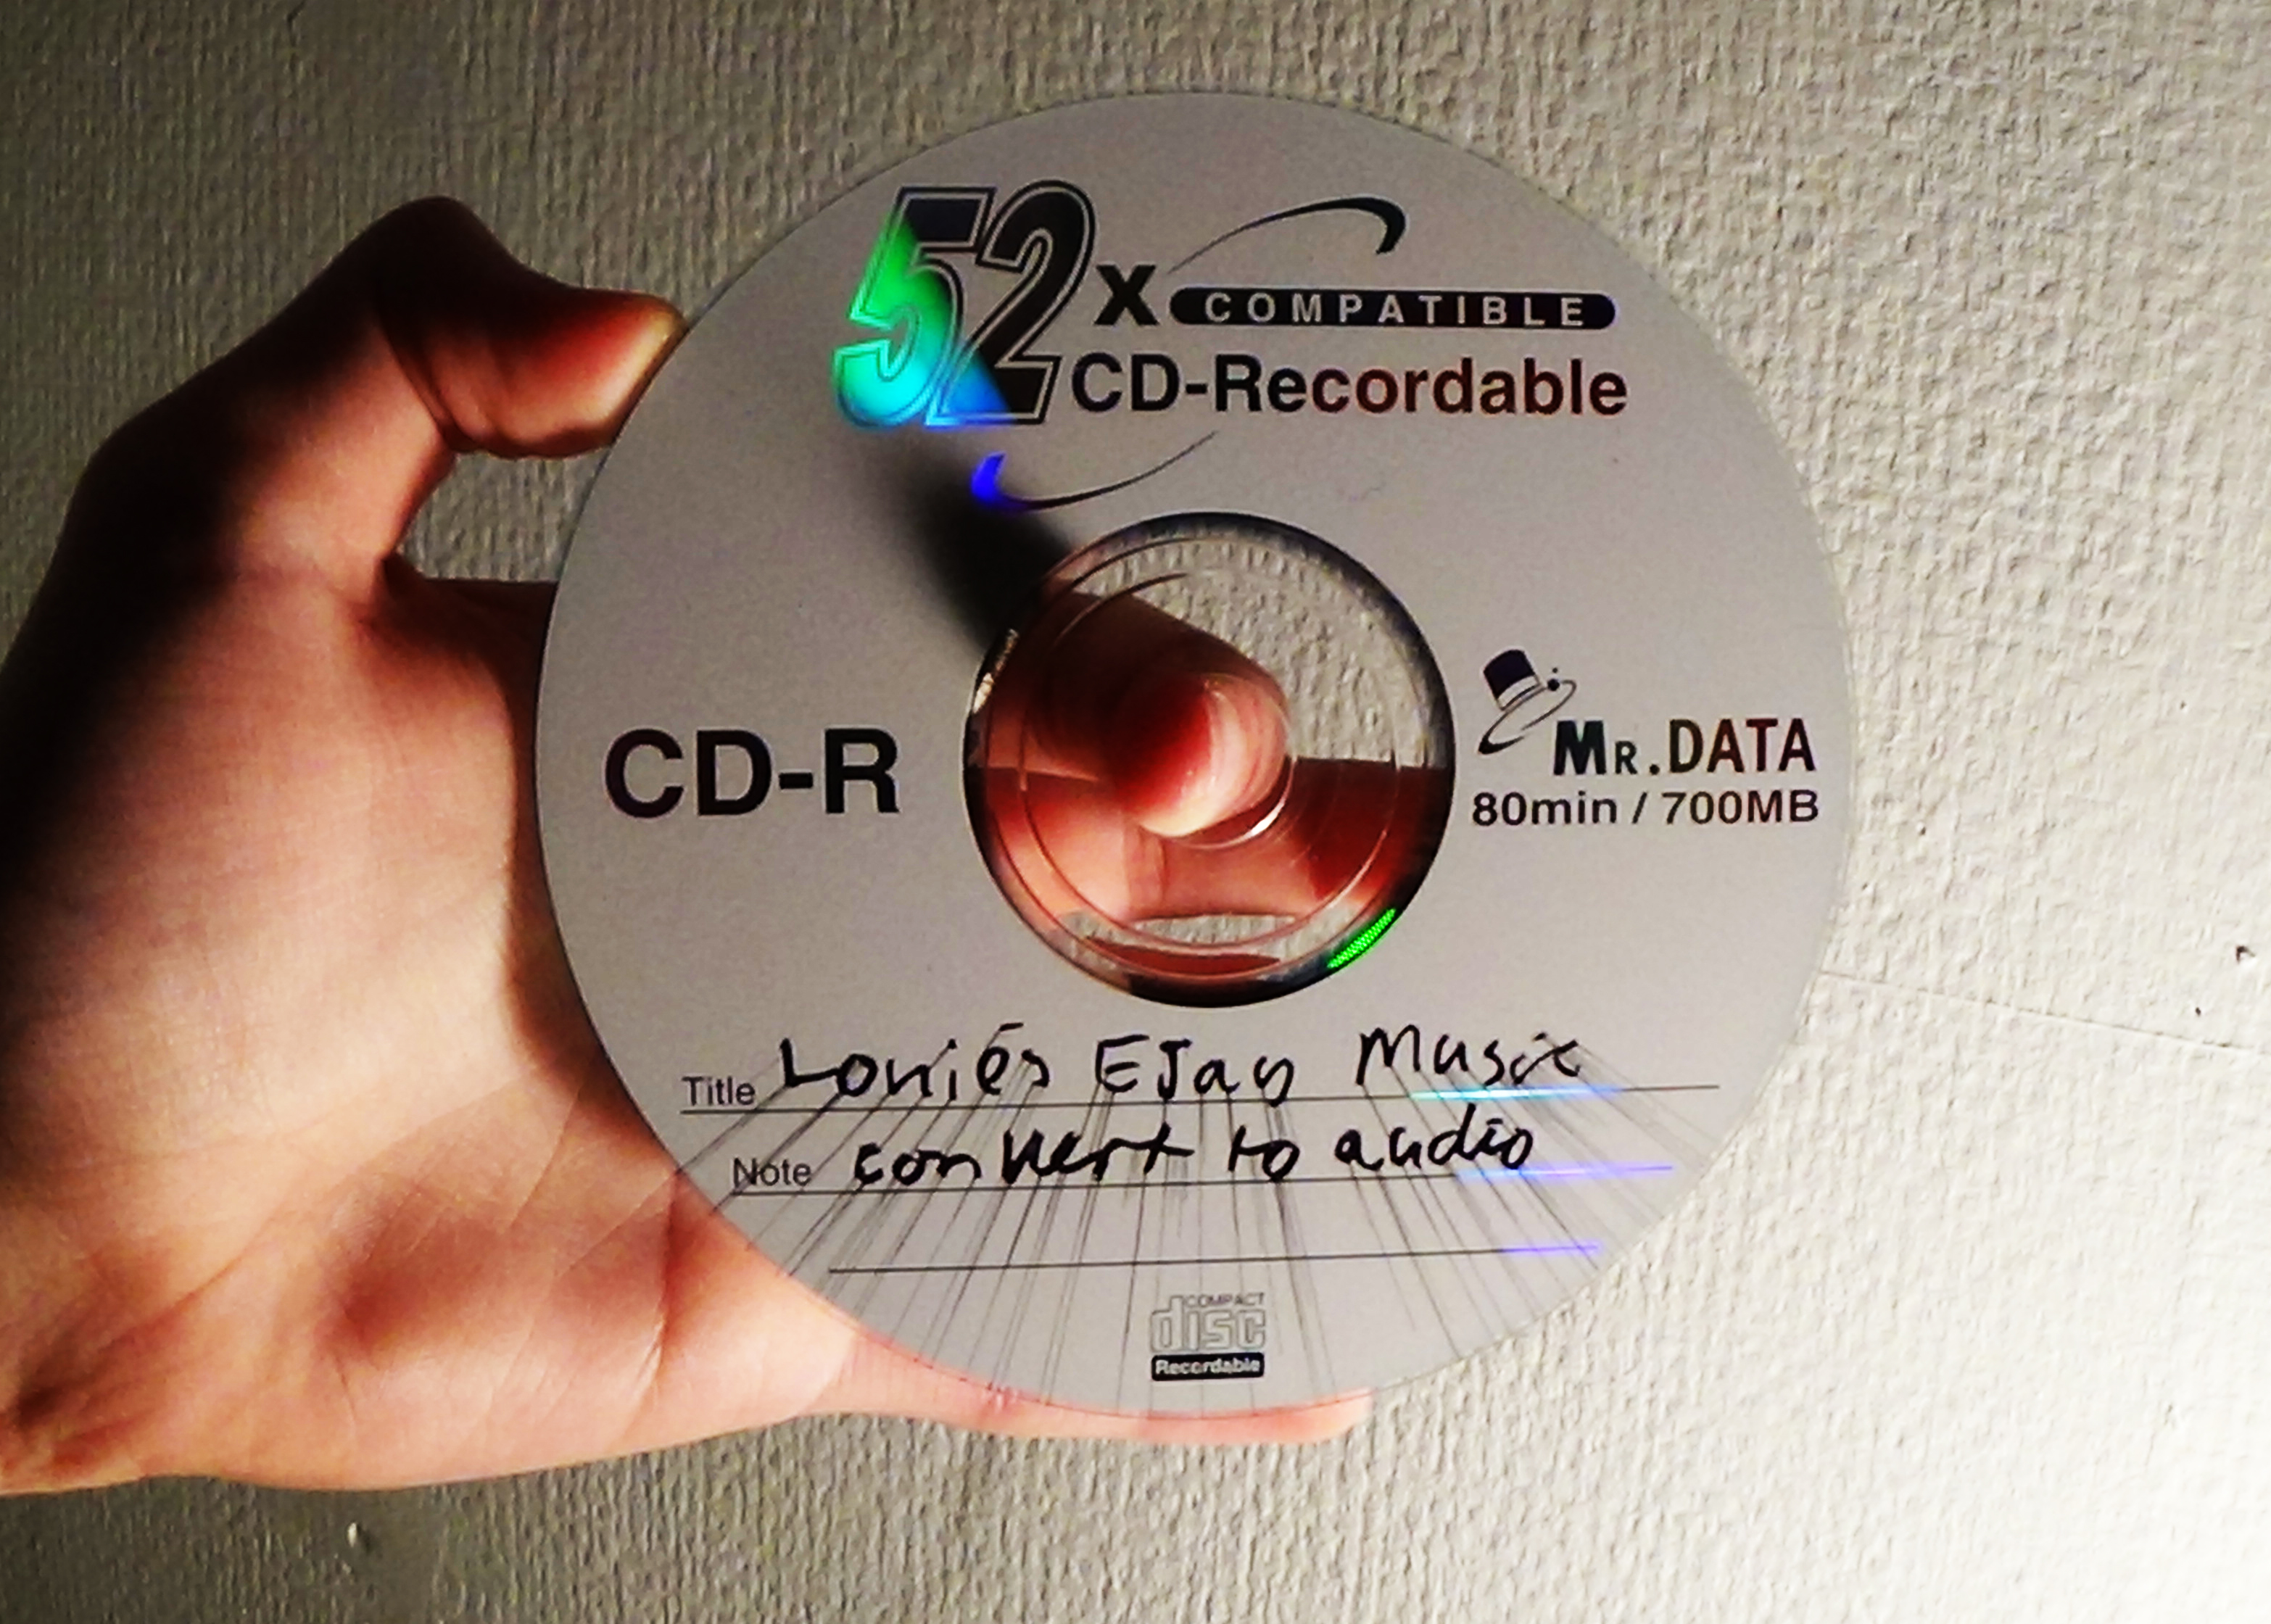 52x COMPATIBLE
CD-Recordable
CD-R
Mr.DATA
80min / 700MB
Title Loniés EJay Music
Note convert to audio
COMPACT
disc
Recordable